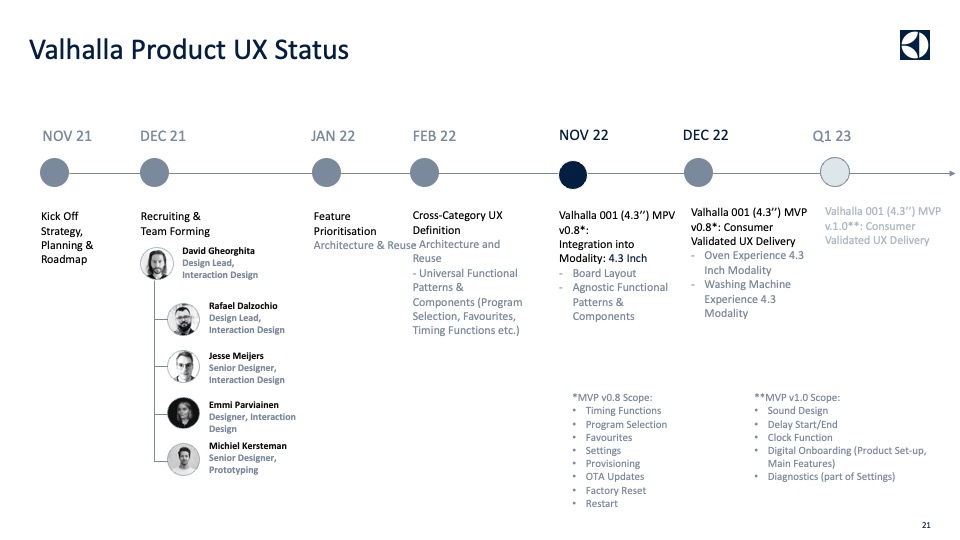 Valhalla Product UX Status
NOV 21
DEC 21
JAN 22
FEB 22
NOV 22
DEC 22
Q1 23
Kick Off
Strategy,
Planning &
Roadmap
Recruiting &
Team Forming
David Gheorghita
Design Lead,
Interaction Design
Rafael Dalzochio
Design Lead,
Interaction Design
Jesse Meijers
Senior Designer,
Interaction Design
Emmi Parviainen
Designer, Interaction
Design
Michiel Kersteman
Senior Designer,
Prototyping
Feature
Prioritisation
Architecture & Reuse
Cross-Category UX
Definition
- Architecture and
Reuse
- Universal Functional
Patterns &
Components (Program
Selection, Favourites,
Timing Functions etc.)
Valhalla 001 (4.3’’) MPV
v0.8*:
Integration into
Modality: 4.3 Inch
- Board Layout
- Agnostic Functional
Patterns &
Components
Valhalla 001 (4.3’’) MVP
v0.8*: Consumer
Validated UX Delivery
- Oven Experience 4.3
Inch Modality
- Washing Machine
Experience 4.3
Modality
Valhalla 001 (4.3’’) MVP
v.1.0**: Consumer
Validated UX Delivery
*MVP v0.8 Scope:
• Timing Functions
• Program Selection
• Favourites
• Settings
• Provisioning
• OTA Updates
• Factory Reset
• Restart
**MVP v1.0 Scope:
• Sound Design
• Delay Start/End
• Clock Function
• Digital Onboarding (Product Set-up,
Main Features)
• Diagnostics (part of Settings)
21